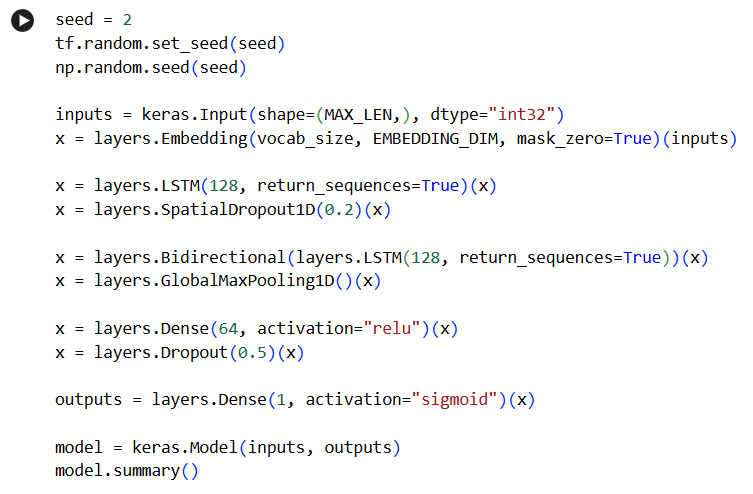 seed = 2
tf.random.set_seed(seed)
np.random.seed(seed)
inputs = keras.Input(shape=(MAX_LEN,), dtype="int32")
x = layers.Embedding(vocab_size, EMBEDDING_DIM, mask_zero=True)(inputs)
x = layers.LSTM(128, return_sequences=True)(x)
x = layers.SpatialDropout1D(0.2)(x)
x = layers.Bidirectional(layers.LSTM(128, return_sequences=True))(x)
x = layers.GlobalMaxPooling1D()(x)
x = layers.Dense(64, activation="relu")(x)
x = layers.Dropout(0.5)(x)
outputs = layers.Dense(1, activation="sigmoid")(x)
model = keras.Model(inputs, outputs)
model.summary()